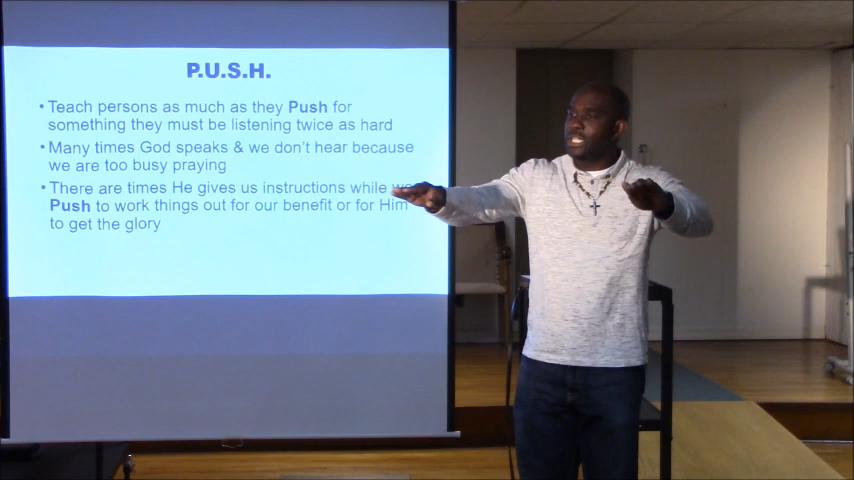 P.U.S.H.
• Teach persons as much as they Push for
something they must be listening twice as hard
• Many times God speaks & we don't hear because
we are too busy praying
• There are times He gives us instructions while we
Push to work things out for our benefit or for Him
to get the glory